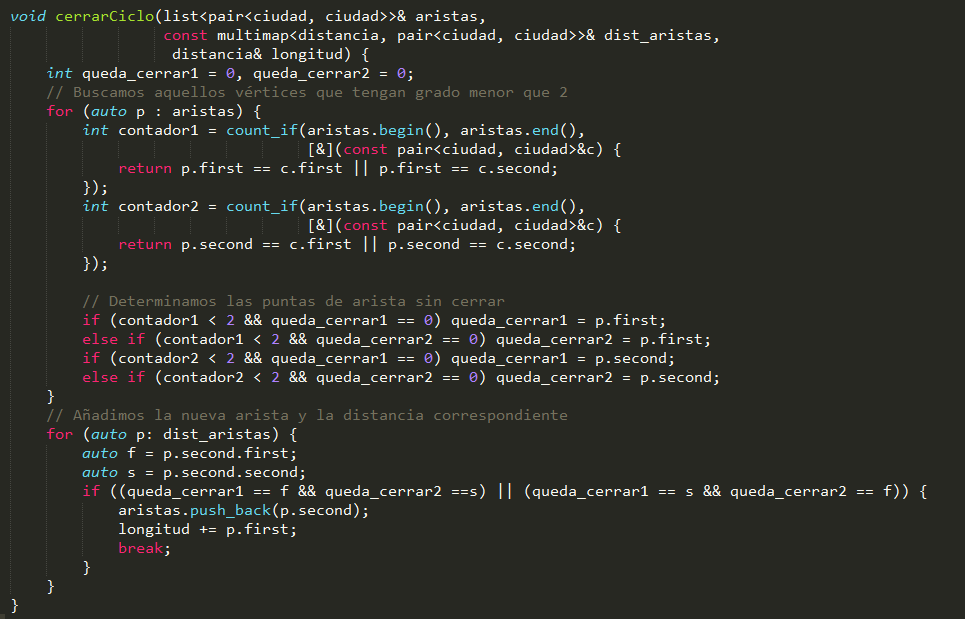 void cerrarCiclo(list<pair<ciudad, ciudad>>& aristas,
                 const multimap<distancia, pair<ciudad, ciudad>>& dist_aristas,
                  distancia& longitud) {
    int queda_cerrar1 = 0, queda_cerrar2 = 0;
    // Buscamos aquellos vértices que tengan grado menor que 2
    for (auto p : aristas) {
        int contador1 = count_if(aristas.begin(), aristas.end(),
                                 [&](const pair<ciudad, ciudad>&c) {
            return p.first == c.first || p.first == c.second;
        });
        int contador2 = count_if(aristas.begin(), aristas.end(),
                                 [&](const pair<ciudad, ciudad>&c) {
            return p.second == c.first || p.second == c.second;
        });

        // Determinamos las puntas de arista sin cerrar
        if (contador1 < 2 && queda_cerrar1 == 0) queda_cerrar1 = p.first;
        else if (contador1 < 2 && queda_cerrar2 == 0) queda_cerrar2 = p.first;
        if (contador2 < 2 && queda_cerrar1 == 0) queda_cerrar1 = p.second;
        else if (contador2 < 2 && queda_cerrar2 == 0) queda_cerrar2 = p.second;
    }
    // Añadimos la nueva arista y la distancia correspondiente
    for (auto p: dist_aristas) {
        auto f = p.second.first;
        auto s = p.second.second;
        if ((queda_cerrar1 == f && queda_cerrar2 ==s) || (queda_cerrar1 == s && queda_cerrar2 == f)) {
            aristas.push_back(p.second);
            longitud += p.first;
            break;
        }
    }
}